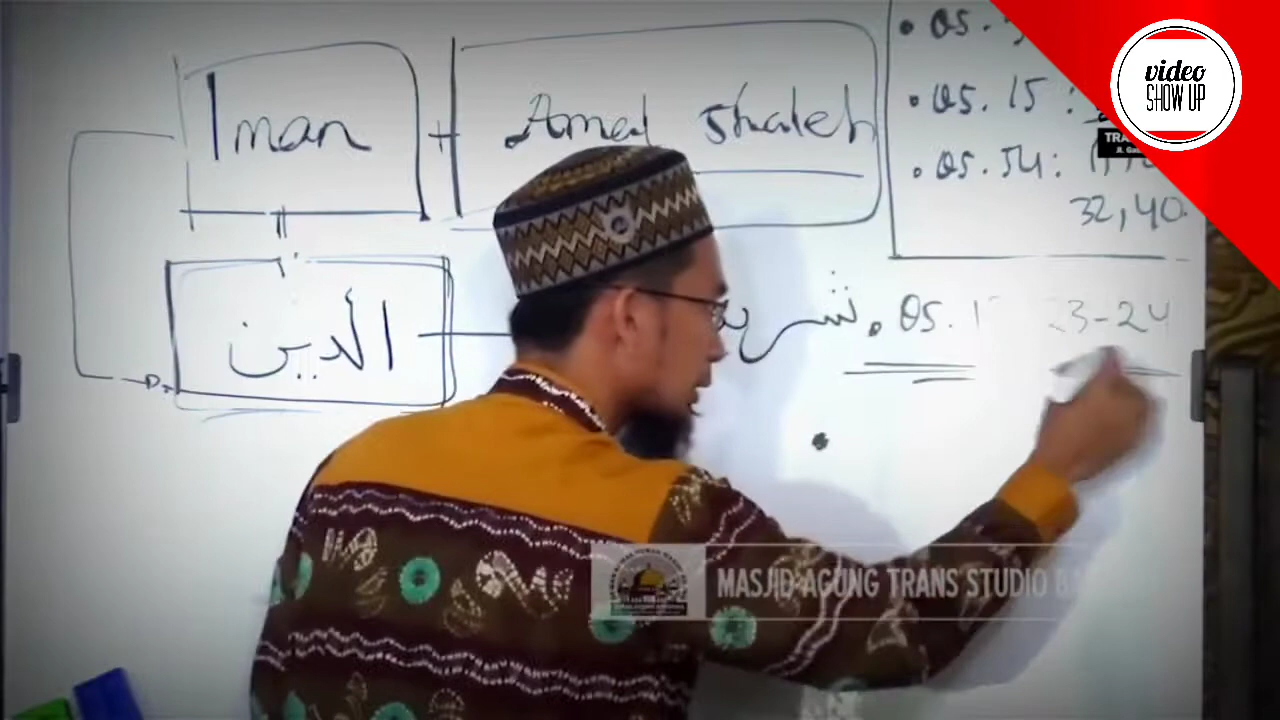 Iman + Amal Shaleh
الدين
• QS.
• QS. 15 :
• QS. 54 :
32, 40
• QS. 1 23-24
video
SHOW UP
MASJID AGUNG TRANS STUDIO